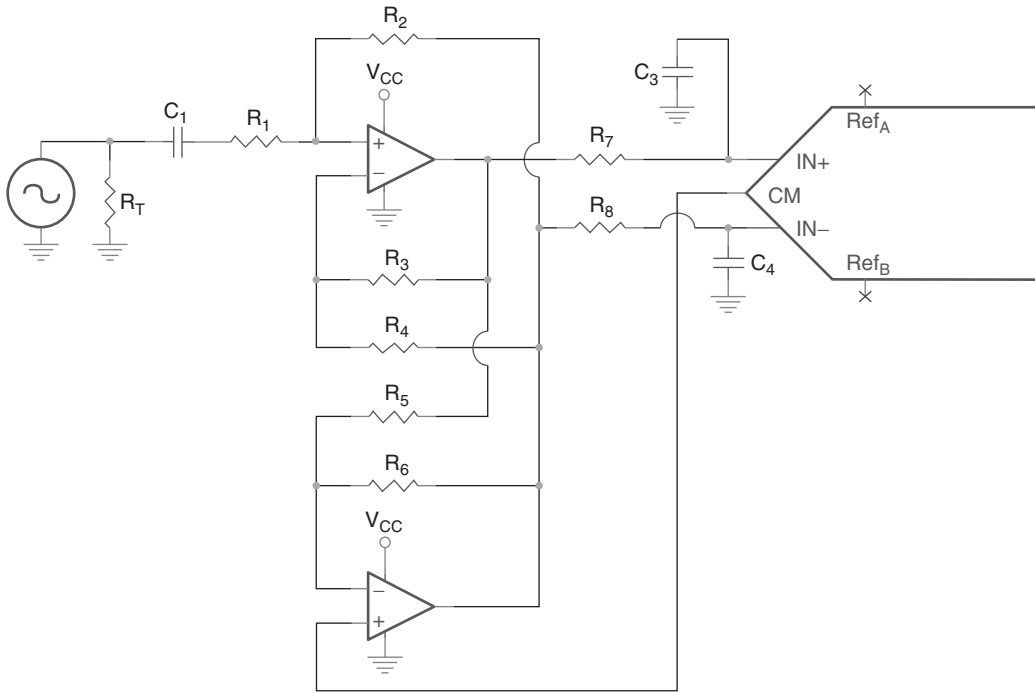 R2
VCC
C3
C1
R1
+
−
R7
RefA
IN+
CM
RT
R8
IN−
C4
RefB
R3
R4
R5
R6
VCC
−
+